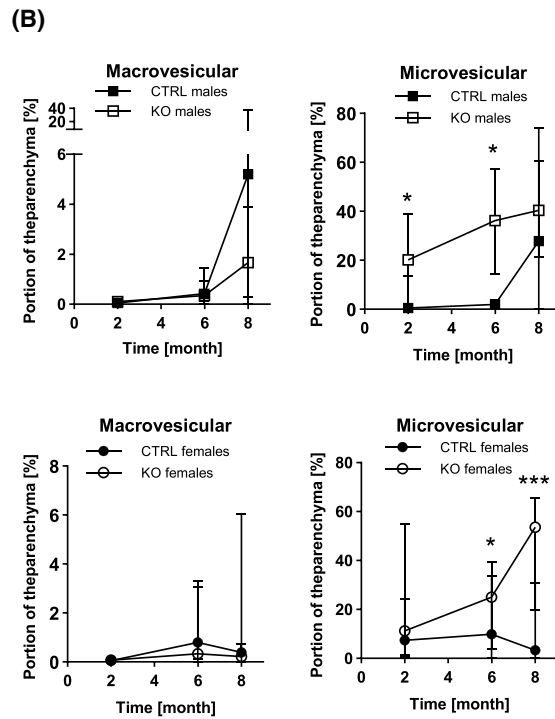 (B)
Macrovesicular
CTRL males
KO males
Portion of theparenchyma [%]
40
20
6
4
2
0
0 2 4 6 8
Time [month]
Microvesicular
CTRL males
KO males
Portion of theparenchyma [%]
80
60
40
20
0
* *
0 2 4 6 8
Time [month]
Macrovesicular
CTRL females
KO females
Portion of theparenchyma [%]
8
6
4
2
0
0 2 4 6 8
Time [month]
Microvesicular
CTRL females
KO females
Portion of theparenchyma [%]
80
60
40
20
0
* ***
0 2 4 6 8
Time [month]